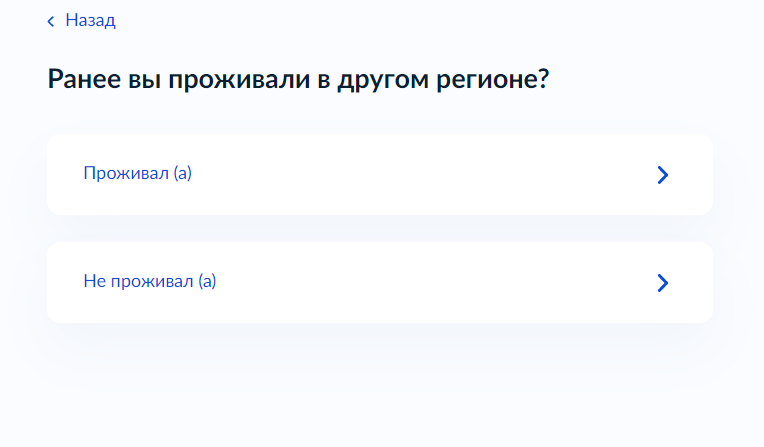 Назад
Ранее вы проживали в другом регионе?
Проживал (а)
Не проживал (а)